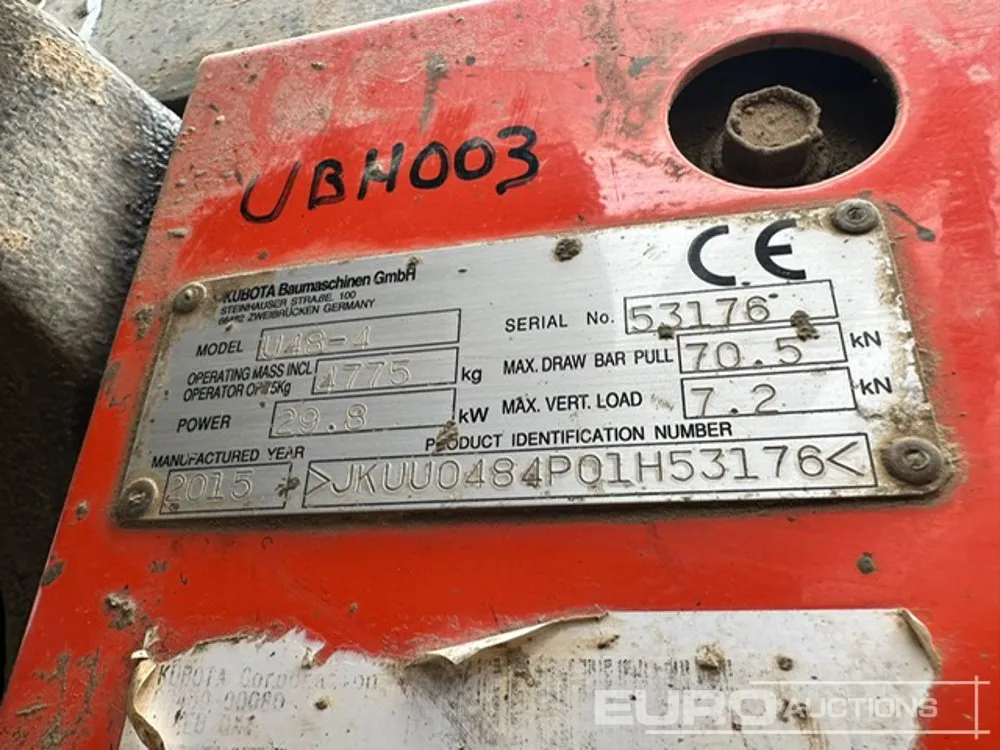 UBH003
CE
KUBOTA Baumaschinen GmbH
STEINHAUSER STRAßE. 100
66482 ZWEIBRÜCKEN GERMANY
MODEL U48-4
SERIAL No. 53176
OPERATING MASS INCL
OPERATOR OF 75Kg 4775 kg
MAX. DRAW BAR PULL 70.5 kN
POWER 29.8 kW
MAX. VERT. LOAD 7.2 kN
PRODUCT IDENTIFICATION NUMBER
MANUFACTURED YEAR
2015 >JKUU0484P01H53176<
KUBOTA Corporation
EURO AUCTIONS